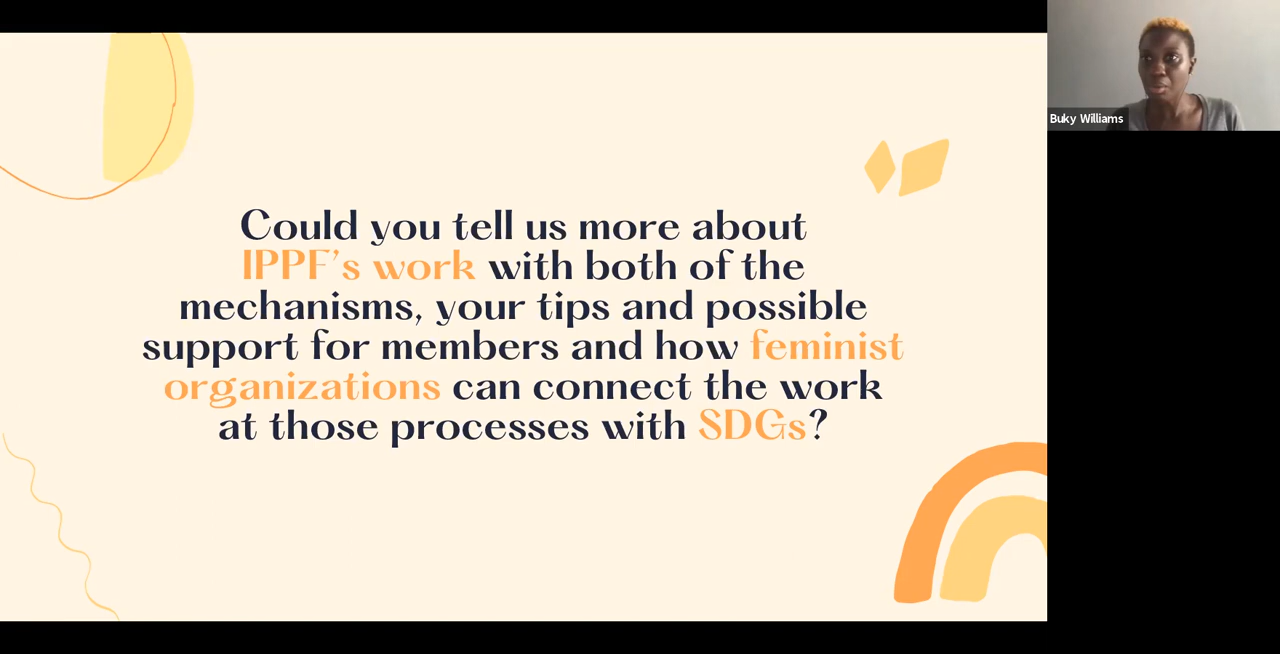 Could you tell us more about
IPPF's work with both of the
mechanisms, your tips and possible
support for members and how feminist
organizations can connect the work
at those processes with SDGs?
Buky Williams